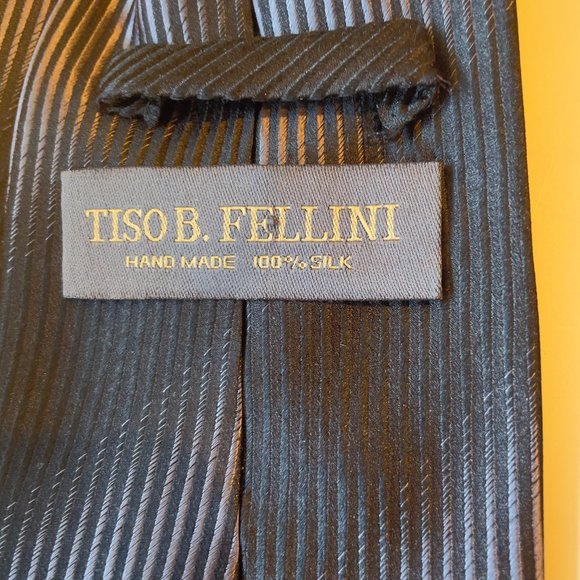 TISO B. FELLINI
HAND MADE 100% SILK